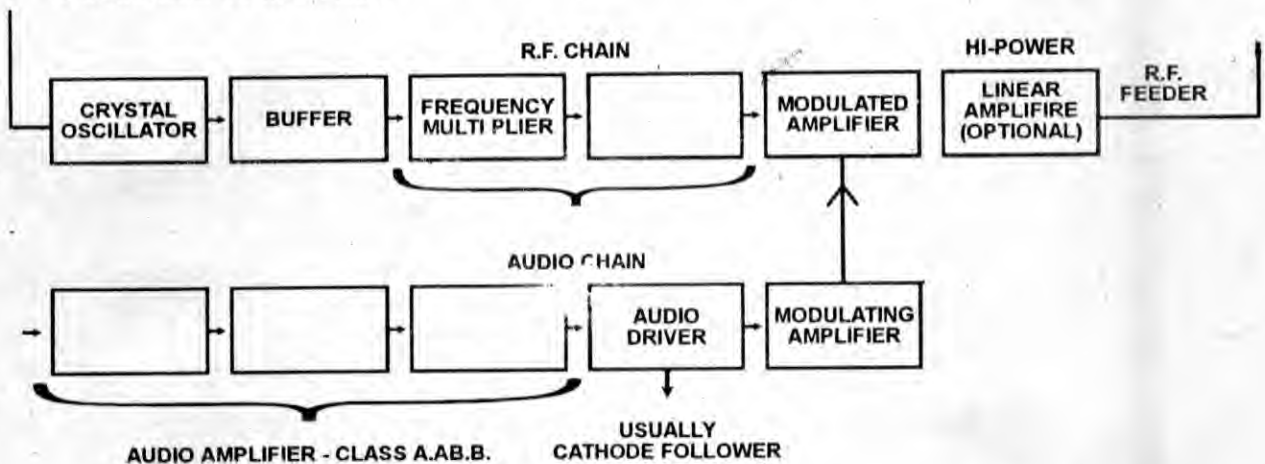 R.F. CHAIN
HI-POWER
CRYSTAL
OSCILLATOR
BUFFER
FREQUENCY
MULTI PLIER
MODULATED
AMPLIFIER
LINEAR
AMPLIFIRE
(OPTIONAL)
R.F.
FEEDER
AUDIO CHAIN
AUDIO
DRIVER
MODULATING
AMPLIFIER
USUALLY
CATHODE FOLLOWER
AUDIO AMPLIFIER - CLASS A.AB.B.